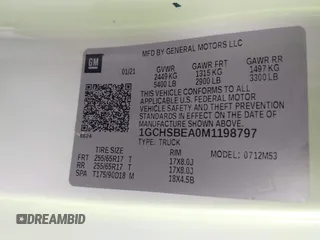 GM
MFD BY GENERAL MOTORS LLC
01/21
GVWR GAWR FRT GAWR RR
2449 KG 1315 KG 1497 KG
5400 LB 2900 LB 3300 LB
THIS VEHICLE CONFORMS TO ALL
APPLICABLE U.S. FEDERAL MOTOR
VEHICLE SAFETY AND THEFT PREVENTION
STANDARDS IN EFFECT ON THE DATE OF
MANUFACTURE SHOWN ABOVE.
1GCHSBEA0M1198797
TYPE: TRUCK
MODEL: 0712M53
TIRE SIZE RIM
FRT 255/65R17 T 17X8.0J
RR 255/65R17 T 17X8.0J
SPA T175/90D18 M 18X4.5B
DREAMBID